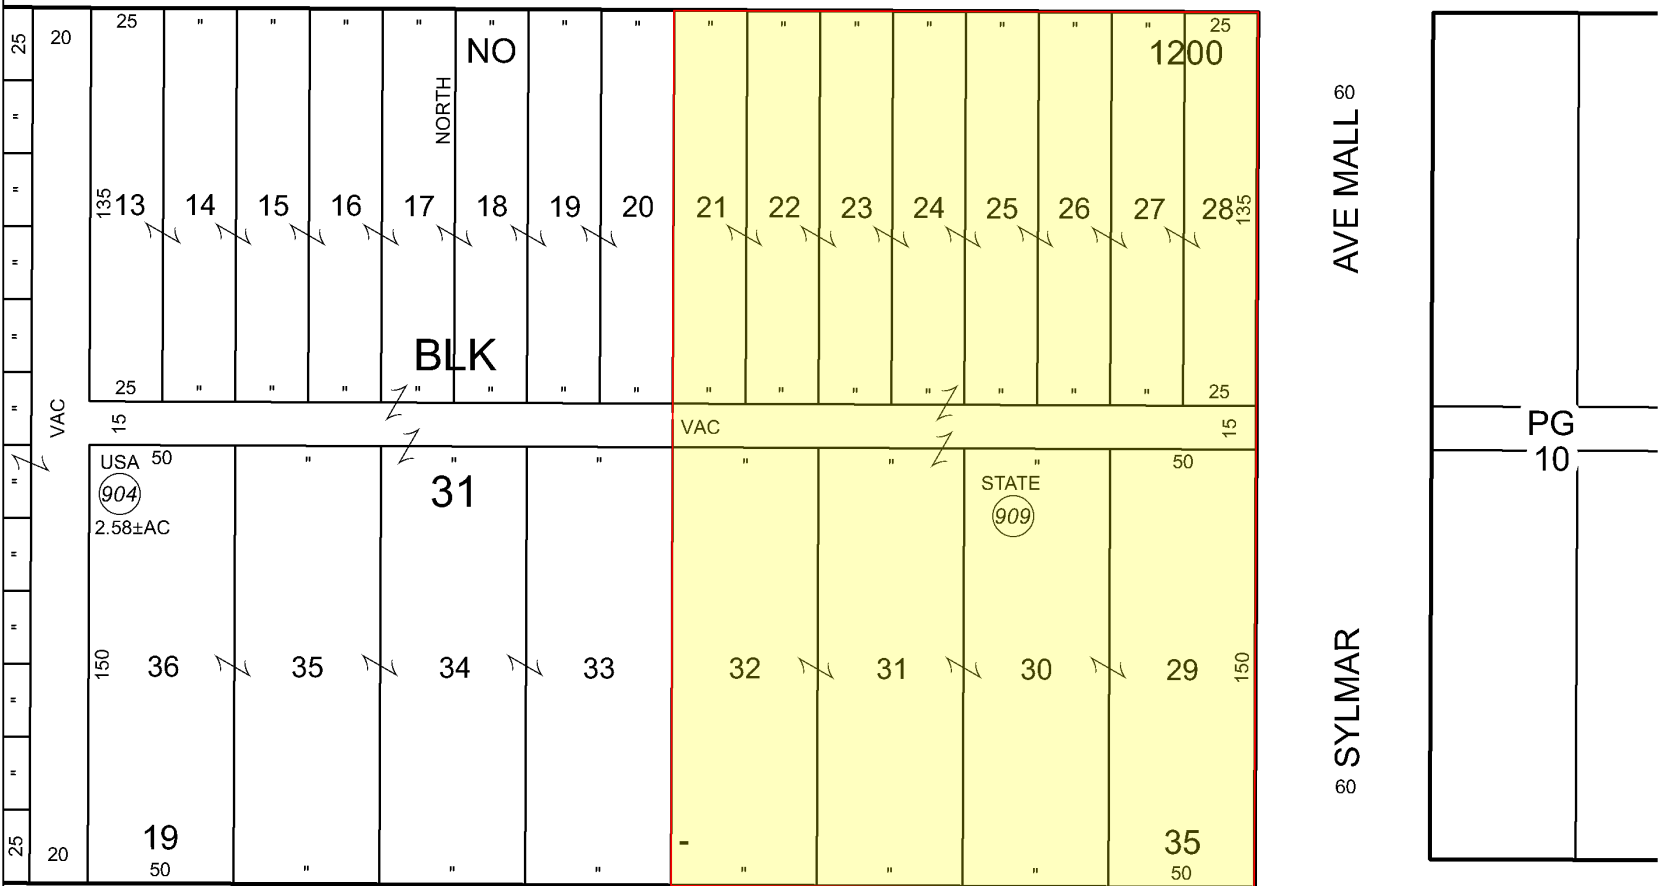 25 " " " " " " " " " " " " " " 25
20
25
NO
1200
60
NORTH
AVE MALL
"
"
135 13 14 15 16 17 18 19 20 21 22 23 24 25 26 27 28 135
"
"
BLK
25 " " " " " " " " " " " " " " 25
"
VAC
15
VAC
15
PG
10
USA 50 " " " " " " 50
904
31
STATE
909
2.58±AC
"
"
"
150 36 35 34 33 32 31 30 29 150
SYLMAR
"
"
60
19
-
35
25
20
50 " " " " " " 50